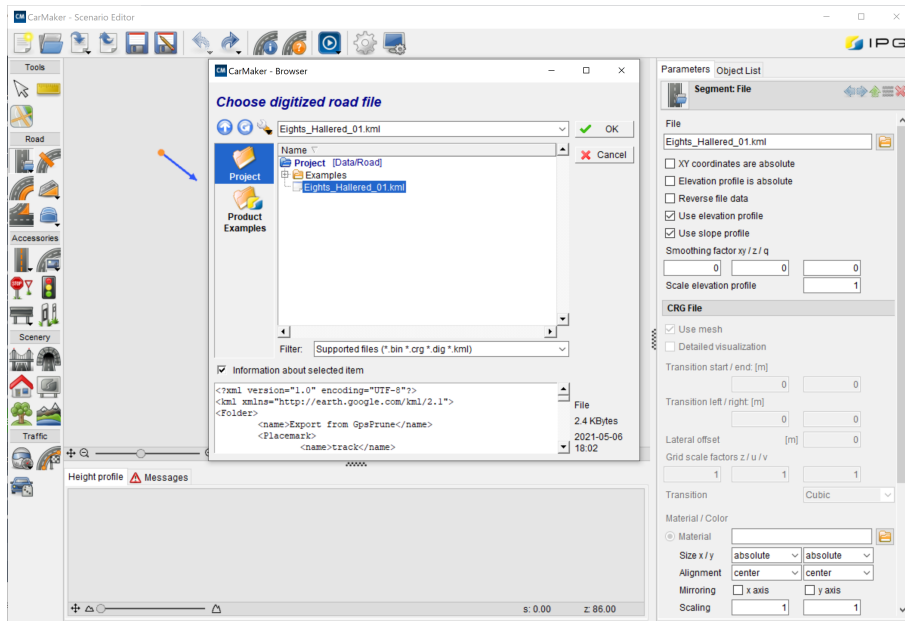 CM CarMaker - Scenario Editor
IPG
Tools
Road
Accessories
STOP
Scenery
Traffic
CM CarMaker - Browser
Choose digitized road file
Eights_Hallered_01.kml
OK
Cancel
Project
Product
Examples
Name
Project [Data/Road]
Examples
Eights_Hallered_01.kml
Filter: Supported files (*.bin *.crg *.dig *.kml)
Information about selected item
<?xml version="1.0" encoding="UTF-8"?>
<kml xmlns="http://earth.google.com/kml/2.1">
<Folder>
<name>Export from GpsPrune</name>
<Placemark>
<name>track</name>
File
2.4 KBytes
2021-05-06
18:02
Height profile Messages
s: 0.00 z: 86.00
Parameters Object List
Segment: File
File
Eights_Hallered_01.kml
XY coordinates are absolute
Elevation profile is absolute
Reverse file data
Use elevation profile
Use slope profile
Smoothing factor xy / z / q
0 0 0
Scale elevation profile 1
CRG File
Use mesh
Detailed visualization
Transition start / end: [m]
0 0
Transition left / right: [m]
0 0
Lateral offset [m] 0
Grid scale factors z / u / v
1 1 1
Transition Cubic
Material / Color
Material
Size x / y absolute absolute
Alignment center center
Mirroring x axis y axis
Scaling 1 1